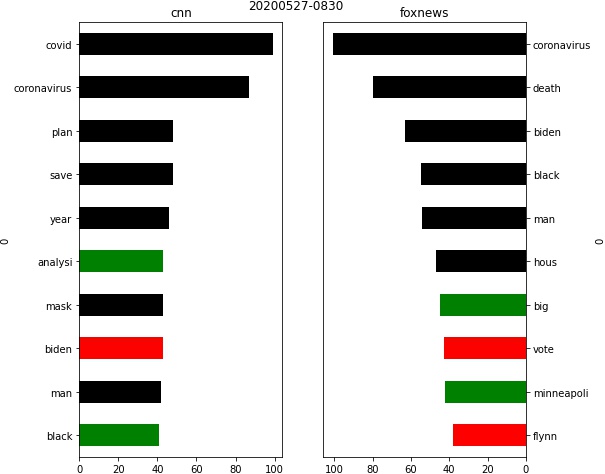 20200527-0830
cnn
foxnews
covid
coronavirus
plan
save
year
analysi
mask
biden
man
black
0
0 20 40 60 80 100
coronavirus
death
biden
black
man
hous
big
vote
minneapoli
flynn
0
100 80 60 40 20 0